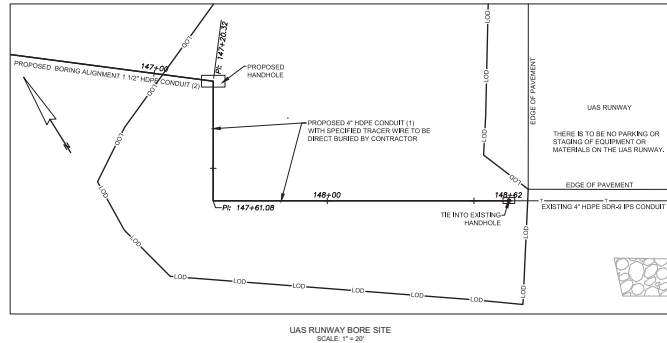 LOD
LOD
PI: 147+20.32
147+00
PROPOSED BORING ALIGNMENT 1 1/2" HDPE CONDUIT (2)
PROPOSED
HANDHOLE
EDGE OF PAVEMENT
UAS RUNWAY
THERE IS TO BE NO PARKING OR
STAGING OF EQUIPMENT OR
MATERIALS ON THE UAS RUNWAY.
PROPOSED 4" HDPE CONDUIT (1)
WITH SPECIFIED TRACER WIRE TO BE
DIRECT BURIED BY CONTRACTOR
LOD
LOD
LOD
LOD
EDGE OF PAVEMENT
148+00
148+62
PI: 147+61.08
T
T
EXISTING 4" HDPE SDR-9 IPS CONDUIT
TIE INTO EXISTING
HANDHOLE
LOD
LOD
LOD
LOD
LOD
LOD
LOD
LOD
UAS RUNWAY BORE SITE
SCALE: 1" = 20'